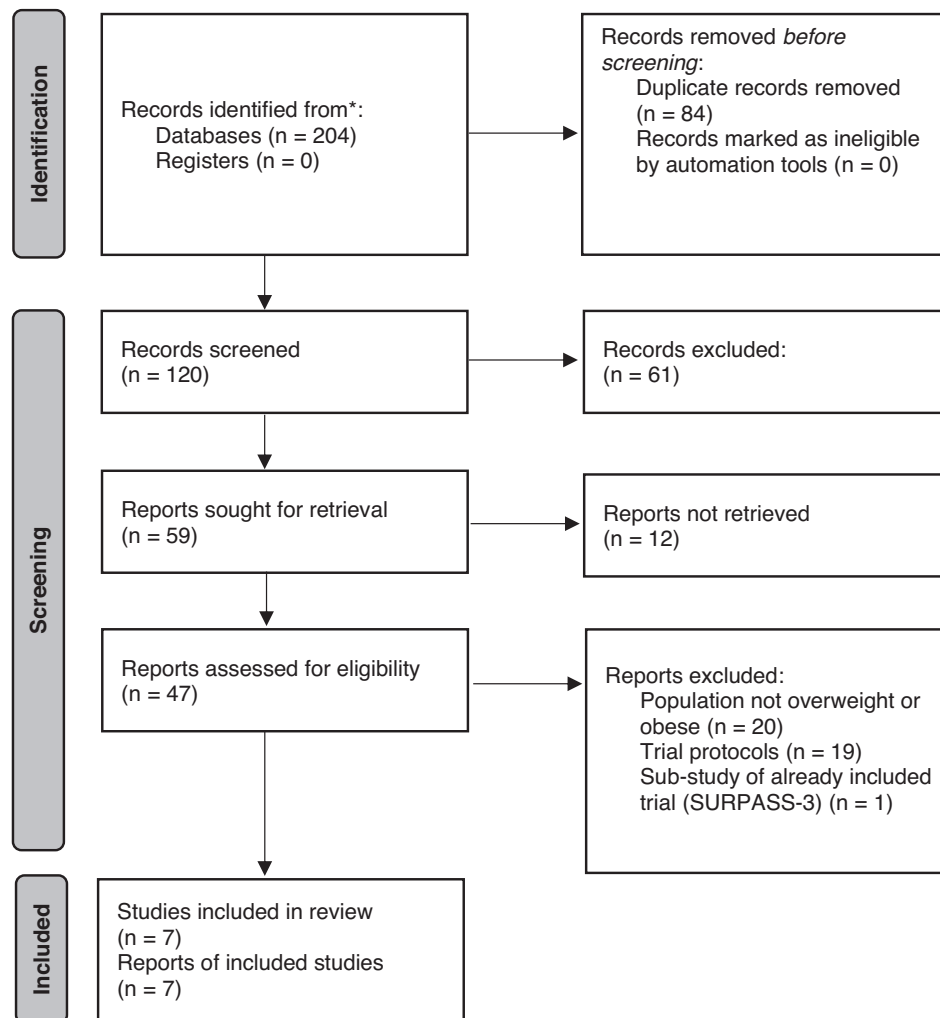 Identification
Records identified from*:
Databases (n = 204)
Registers (n = 0)
Records removed before
screening:
Duplicate records removed
(n = 84)
Records marked as ineligible
by automation tools (n = 0)
Screening
Records screened
(n = 120)
Records excluded:
(n = 61)
Reports sought for retrieval
(n = 59)
Reports not retrieved
(n = 12)
Reports assessed for eligibility
(n = 47)
Reports excluded:
Population not overweight or
obese (n = 20)
Trial protocols (n = 19)
Sub-study of already included
trial (SURPASS-3) (n = 1)
Included
Studies included in review
(n = 7)
Reports of included studies
(n = 7)